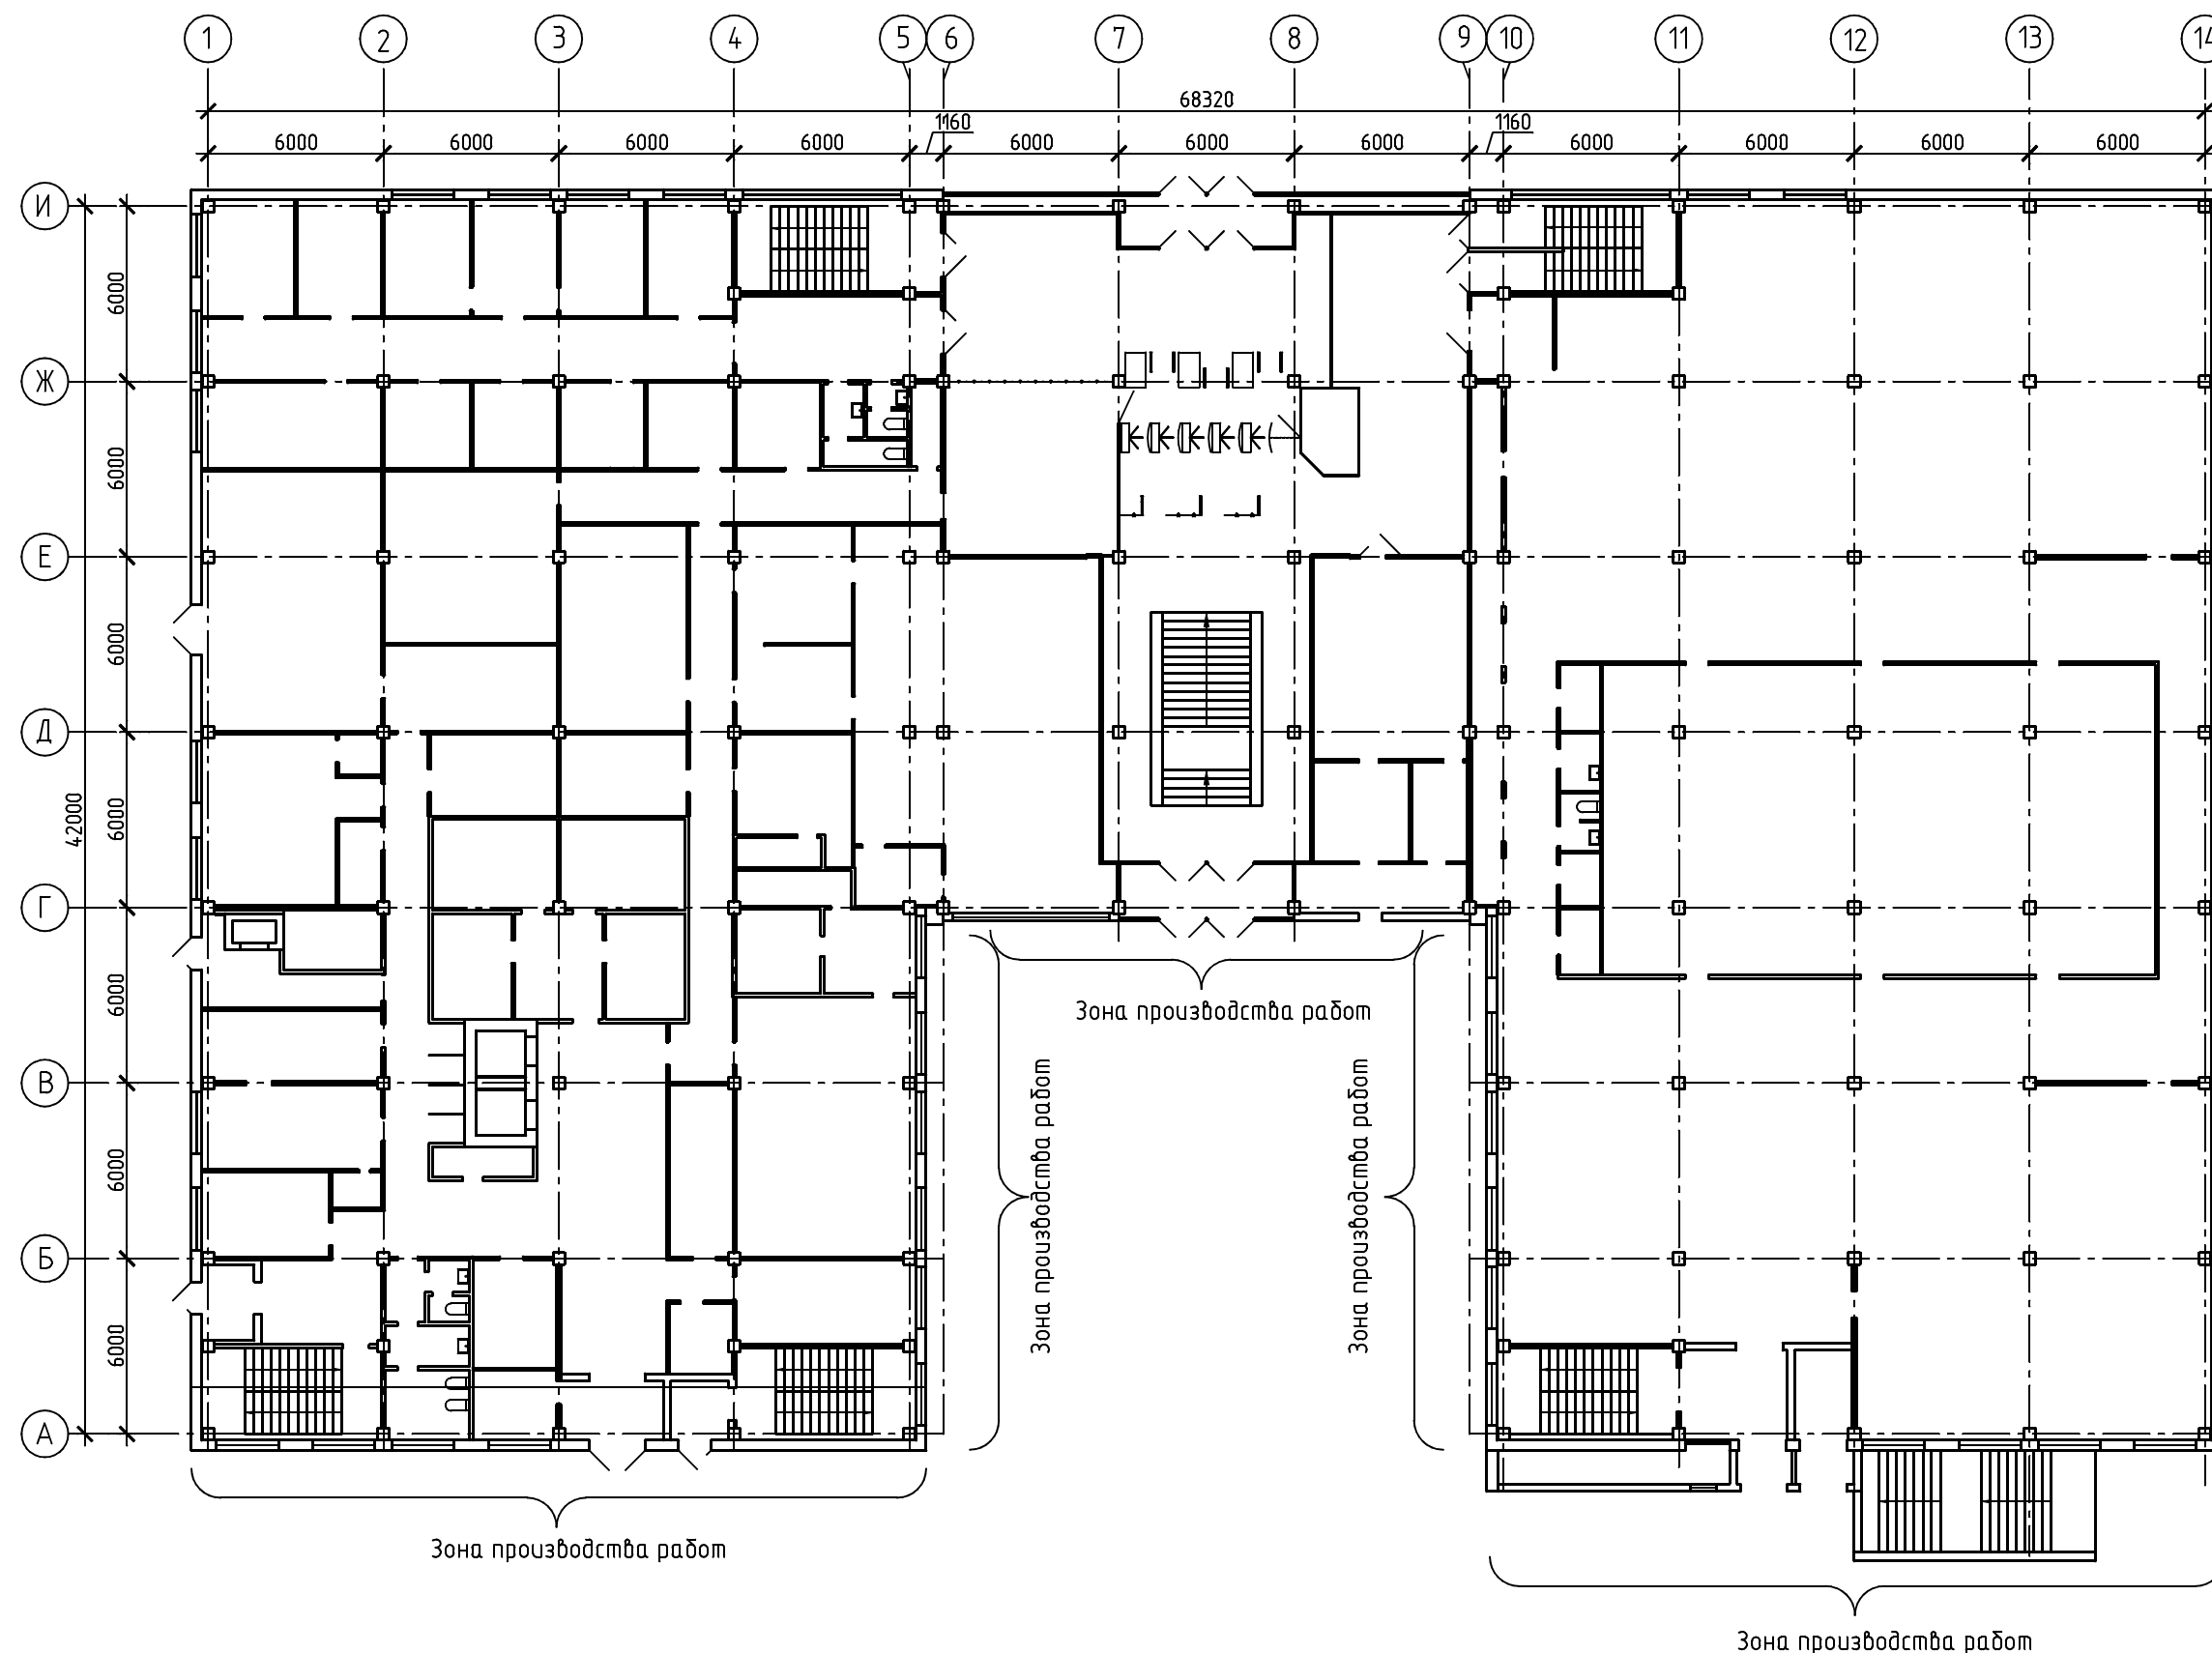 1 2 3 4 5 6 7 8 9 10 11 12 13 14
68320
1160 1160
6000 6000 6000 6000 6000 6000 6000 6000 6000 6000 6000
И
6000
Ж
6000
Е
6000
Д
42000
6000
Г
6000
Зона производства работ
В
Зона производства работ
Зона производства работ
6000
Б
6000
А
Зона производства работ
Зона производства работ